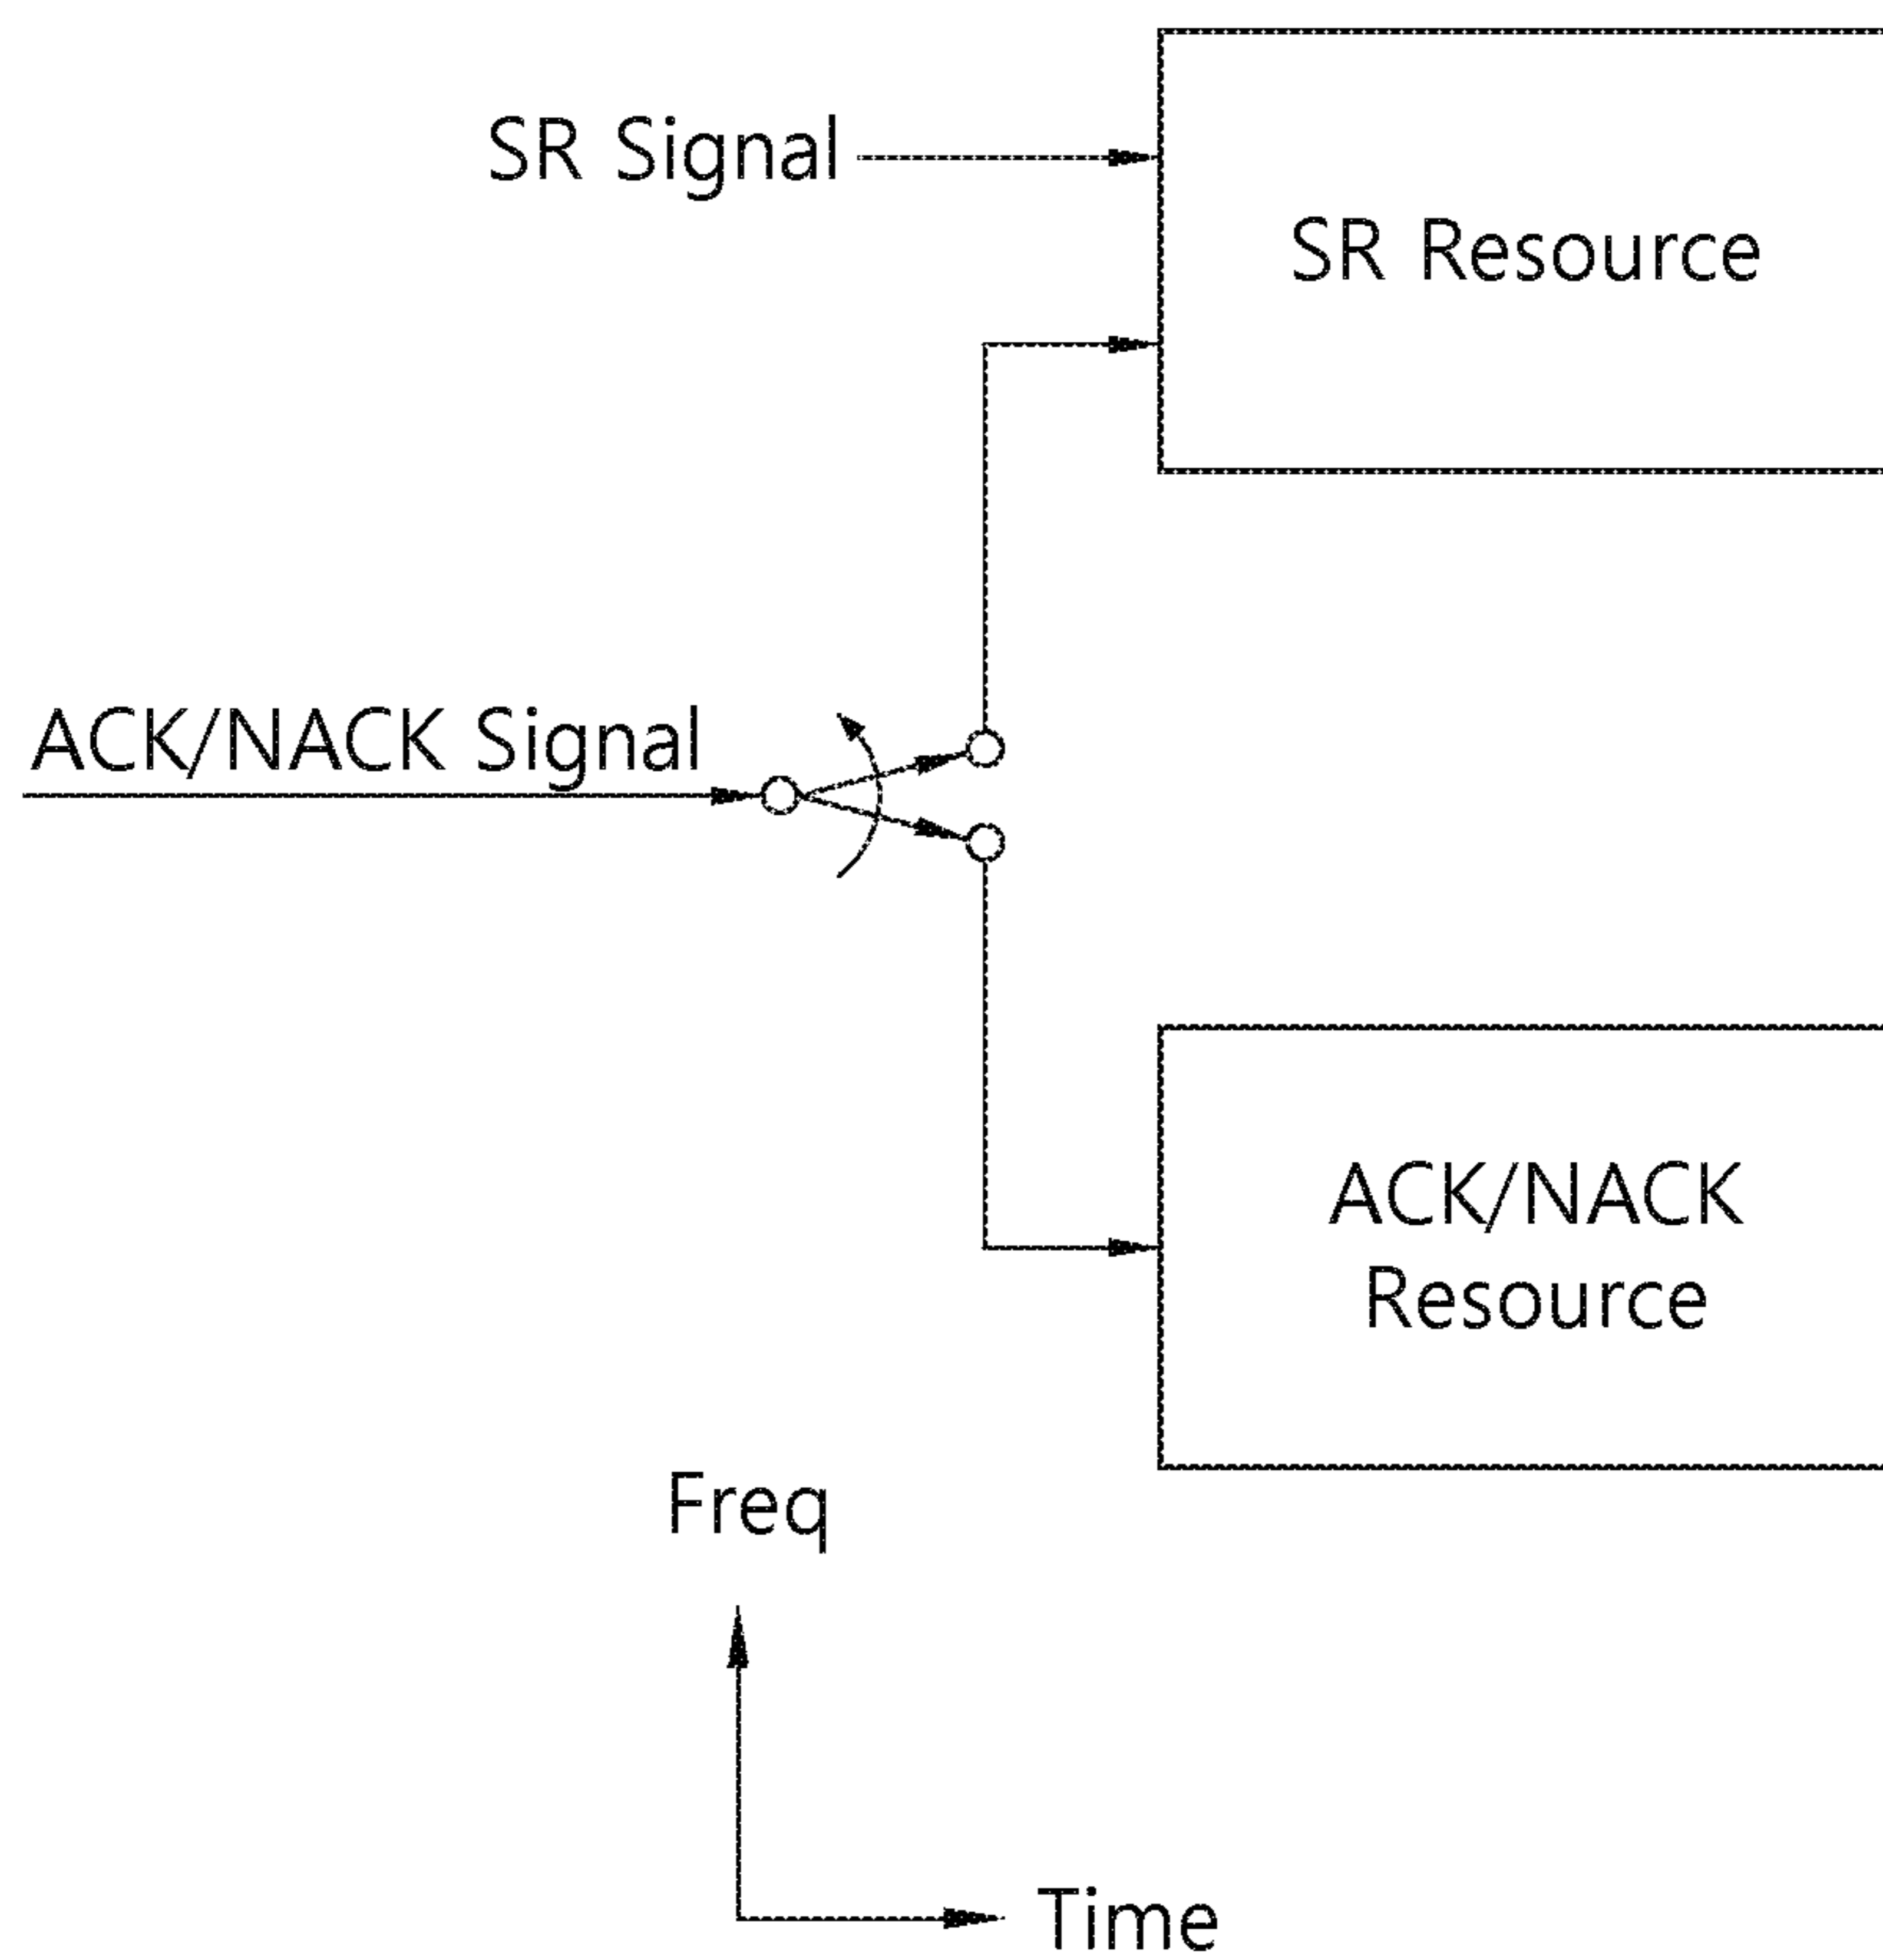 SR Signal
SR Resource
ACK/NACK Signal
ACK/NACK
Resource
Freq
Time